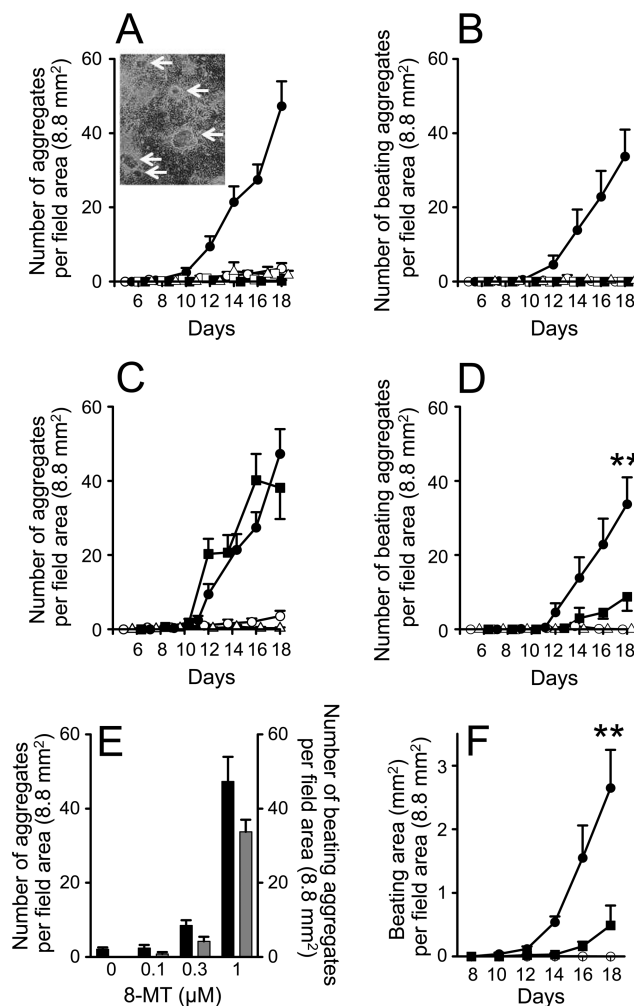 A
Number of aggregates
per field area (8.8 mm²)
60
40
20
0
6 8 10 12 14 16 18
Days
B
Number of beating aggregates
per field area (8.8 mm²)
60
40
20
0
6 8 10 12 14 16 18
Days
C
Number of aggregates
per field area (8.8 mm²)
60
40
20
0
6 8 10 12 14 16 18
Days
D
Number of beating aggregates
per field area (8.8 mm²)
60
40
20
0
**
6 8 10 12 14 16 18
Days
E
Number of aggregates
per field area (8.8 mm²)
60
40
20
0
0 0.1 0.3 1
8-MT (µM)
60
40
20
0
Number of beating aggregates
per field area (8.8 mm²)
F
Beating area (mm²)
per field area (8.8 mm²)
3
2
1
0
**
8 10 12 14 16 18
Days